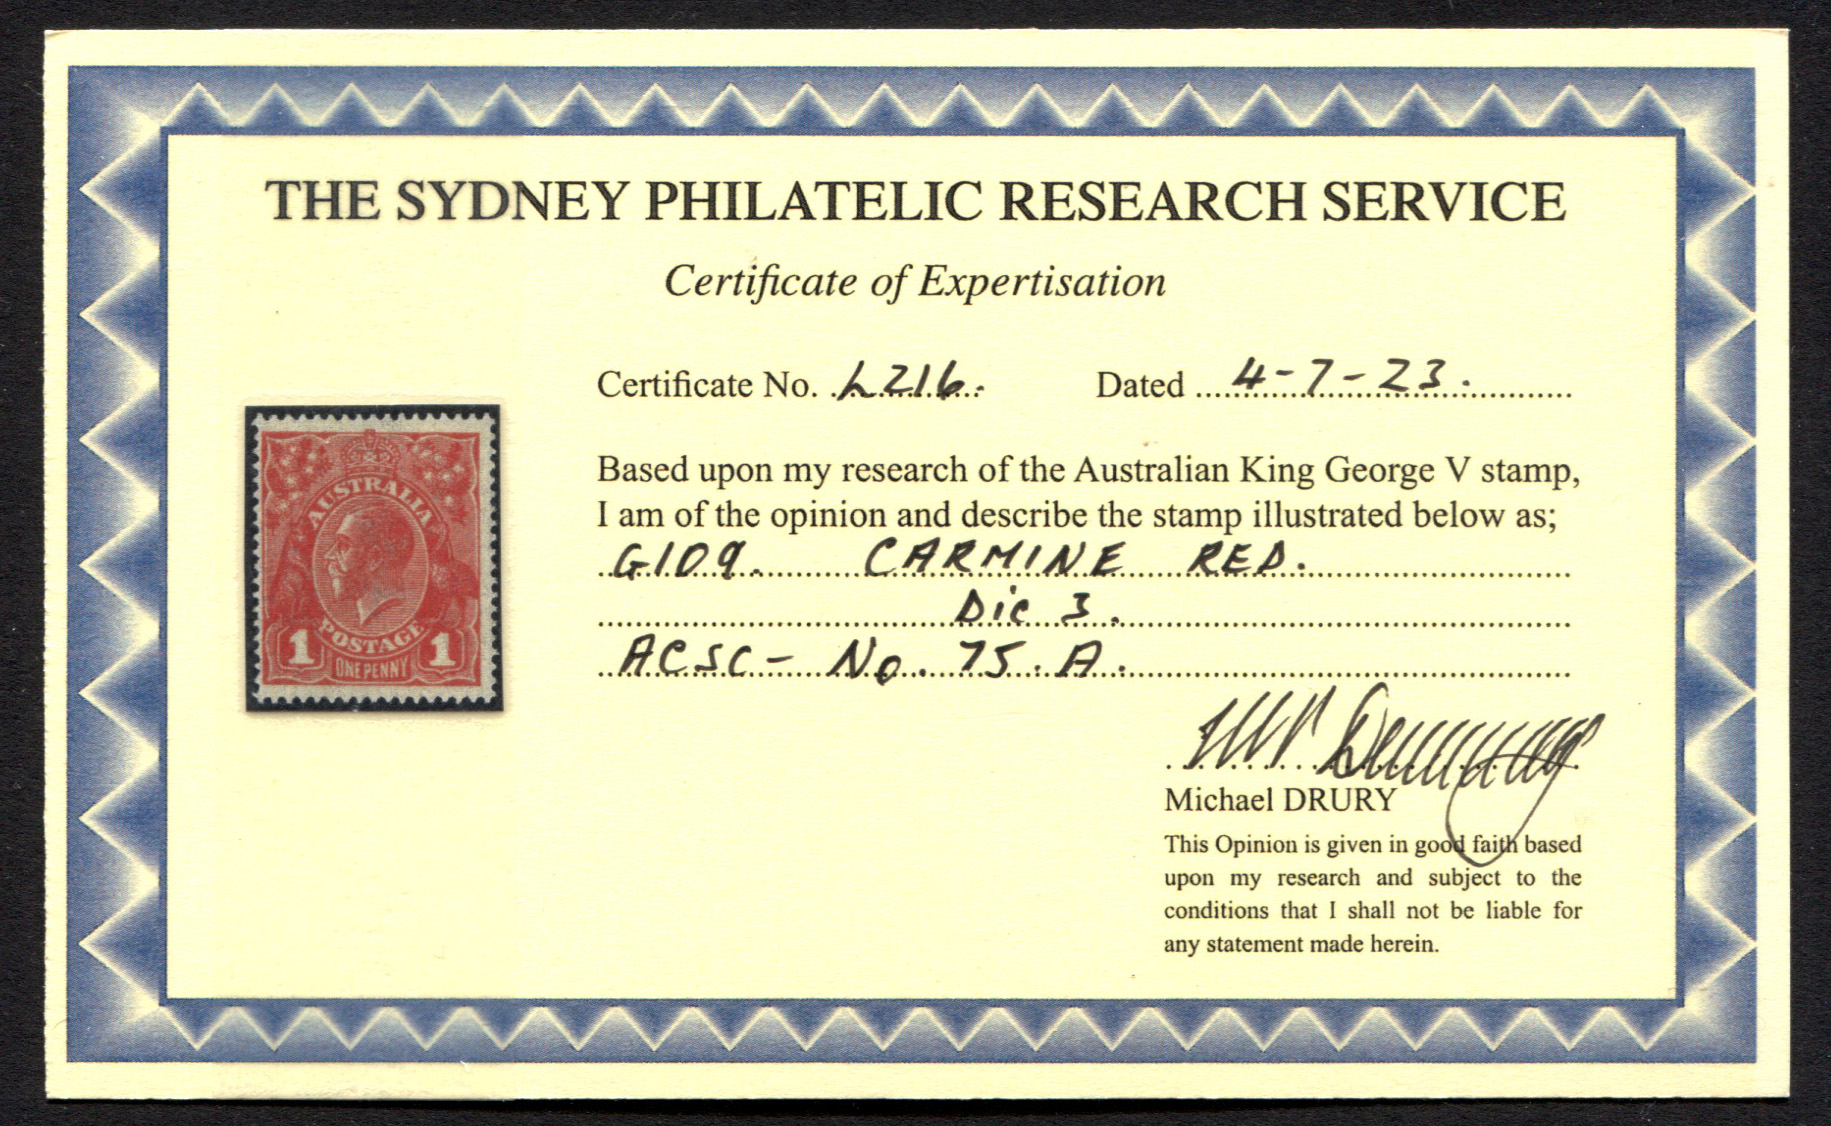 THE SYDNEY PHILATELIC RESEARCH SERVICE
Certificate of Expertisation
Certificate No. L216. Dated 4-7-23.
Based upon my research of the Australian King George V stamp,
I am of the opinion and describe the stamp illustrated below as;
G109. CARMINE RED.
Die 3.
ACSC- No. 75.A.
AUSTRALIA
POSTAGE
1 1
ONE PENNY
Michael DRURY
This Opinion is given in good faith based
upon my research and subject to the
conditions that I shall not be liable for
any statement made herein.